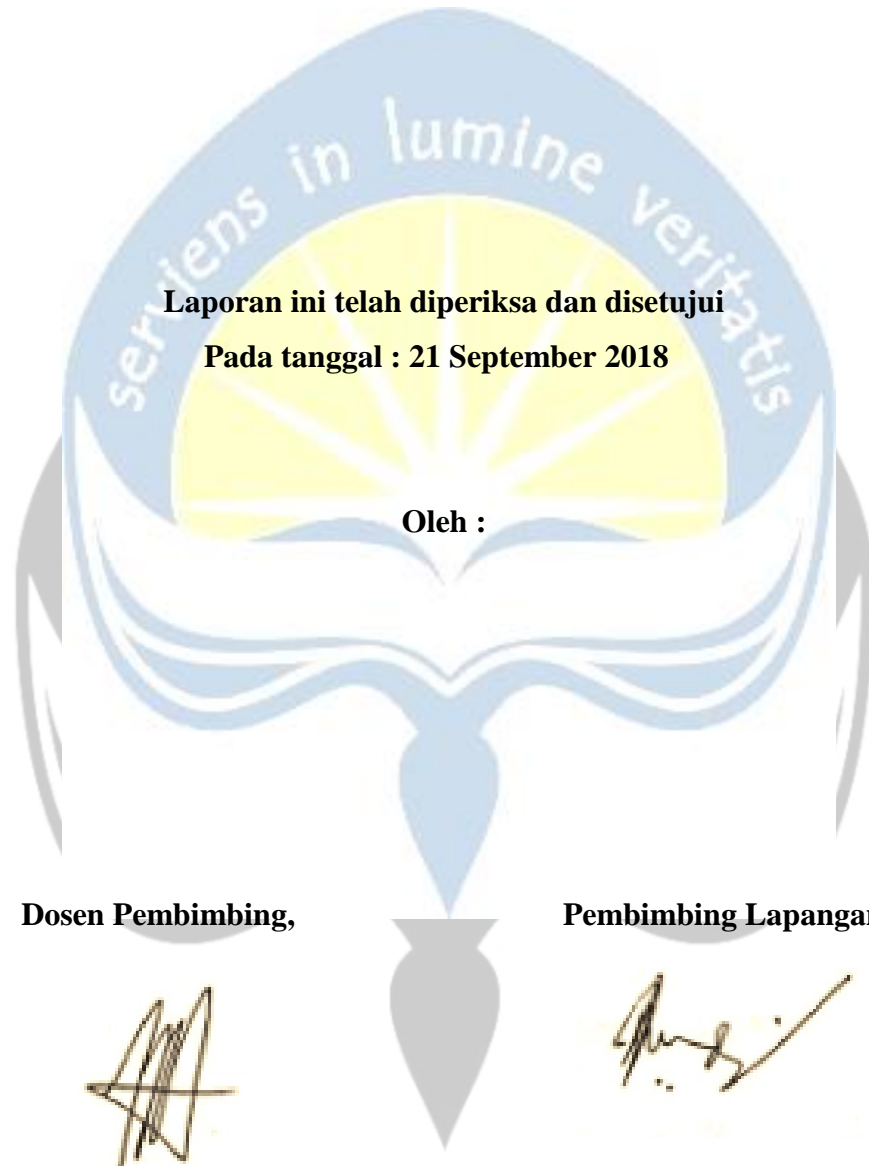 serviens in lumine veritatis
Laporan ini telah diperiksa dan disetujui
Pada tanggal : 21 September 2018
Oleh :
Dosen Pembimbing,
Pembimbing Lapangan